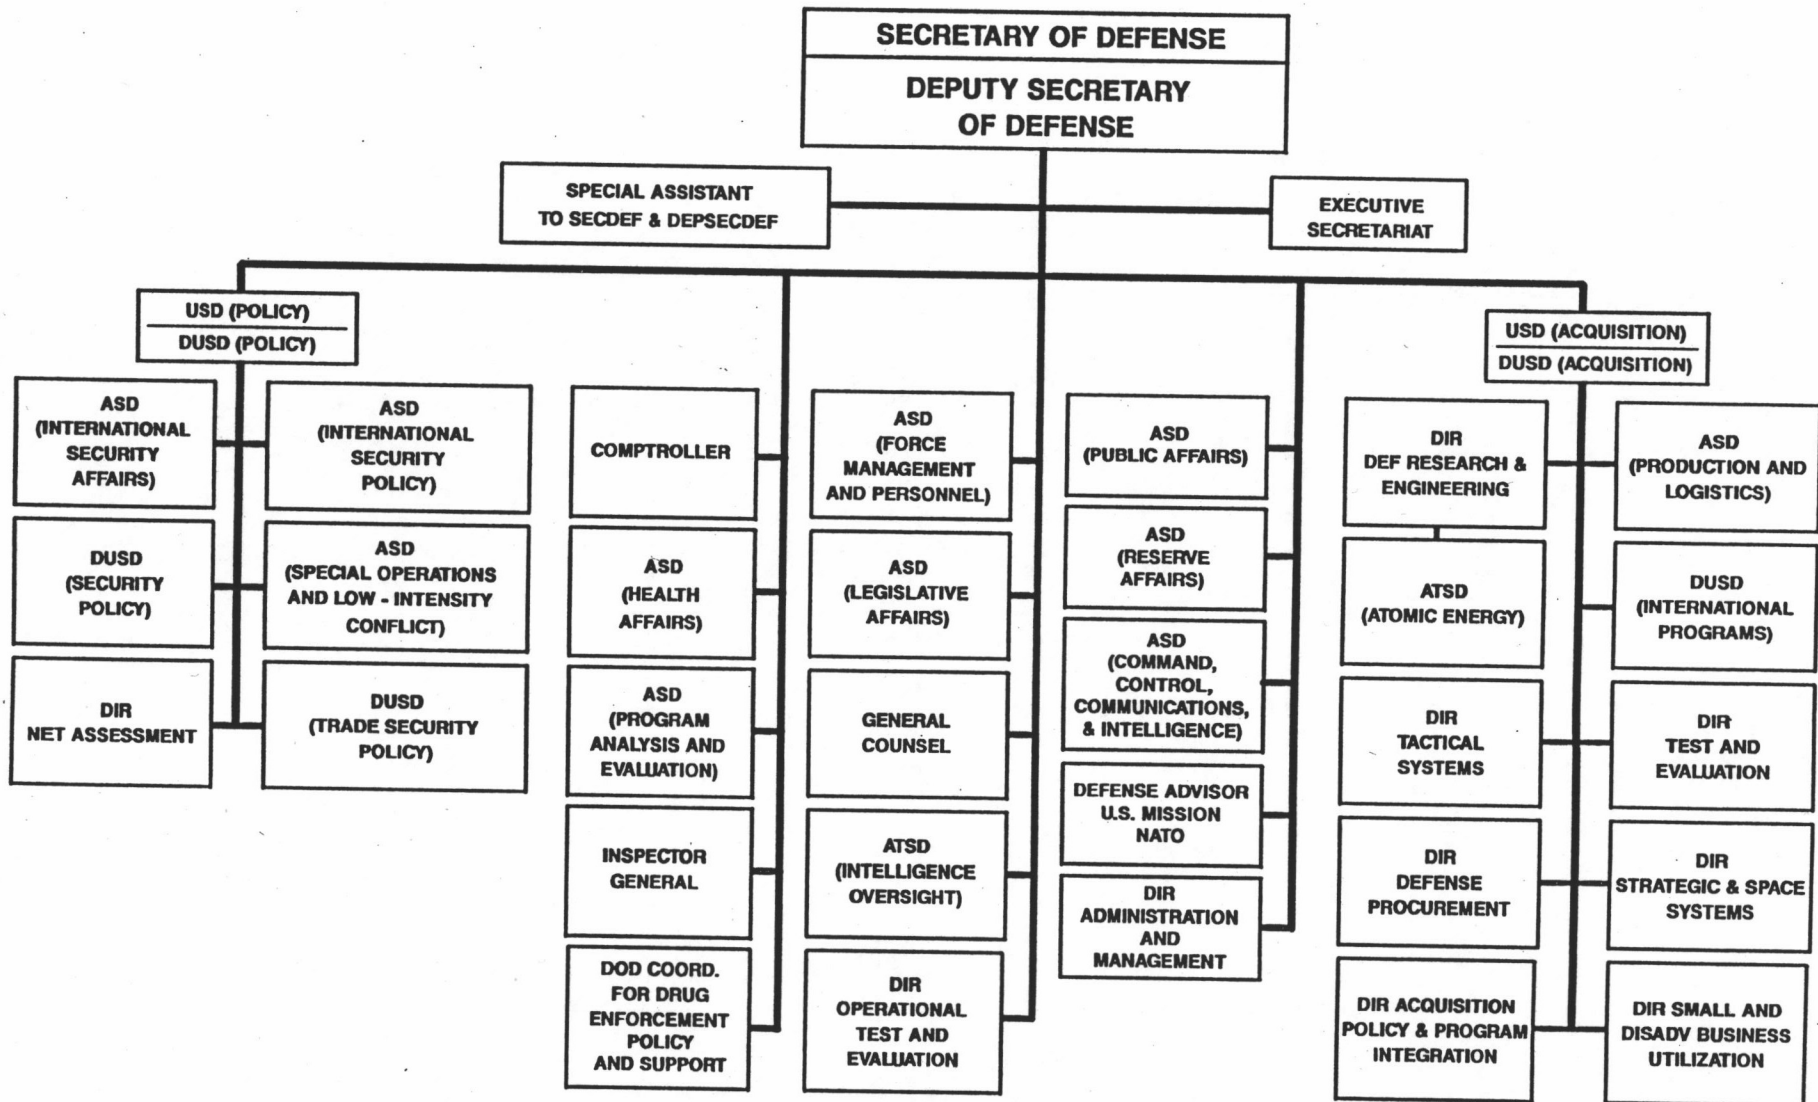 SECRETARY OF DEFENSE
DEPUTY SECRETARY
OF DEFENSE
SPECIAL ASSISTANT
TO SECDEF & DEPSECDEF
EXECUTIVE
SECRETARIAT
USD (POLICY)
DUSD (POLICY)
ASD
(INTERNATIONAL
SECURITY
AFFAIRS)
ASD
(INTERNATIONAL
SECURITY
POLICY)
DUSD
(SECURITY
POLICY)
ASD
(SPECIAL OPERATIONS
AND LOW - INTENSITY
CONFLICT)
DIR
NET ASSESSMENT
DUSD
(TRADE SECURITY
POLICY)
COMPTROLLER
ASD
(HEALTH
AFFAIRS)
ASD
(PROGRAM
ANALYSIS AND
EVALUATION)
INSPECTOR
GENERAL
DOD COORD.
FOR DRUG
ENFORCEMENT
POLICY
AND SUPPORT
ASD
(FORCE
MANAGEMENT
AND PERSONNEL)
ASD
(LEGISLATIVE
AFFAIRS)
GENERAL
COUNSEL
ATSD
(INTELLIGENCE
OVERSIGHT)
DIR
OPERATIONAL
TEST AND
EVALUATION
ASD
(PUBLIC AFFAIRS)
ASD
(RESERVE
AFFAIRS)
ASD
(COMMAND,
CONTROL,
COMMUNICATIONS,
& INTELLIGENCE)
DEFENSE ADVISOR
U.S. MISSION
NATO
DIR
ADMINISTRATION
AND
MANAGEMENT
USD (ACQUISITION)
DUSD (ACQUISITION)
DIR
DEF RESEARCH &
ENGINEERING
ASD
(PRODUCTION AND
LOGISTICS)
ATSD
(ATOMIC ENERGY)
DUSD
(INTERNATIONAL
PROGRAMS)
DIR
TACTICAL
SYSTEMS
DIR
TEST AND
EVALUATION
DIR
DEFENSE
PROCUREMENT
DIR
STRATEGIC & SPACE
SYSTEMS
DIR ACQUISITION
POLICY & PROGRAM
INTEGRATION
DIR SMALL AND
DISADV BUSINESS
UTILIZATION